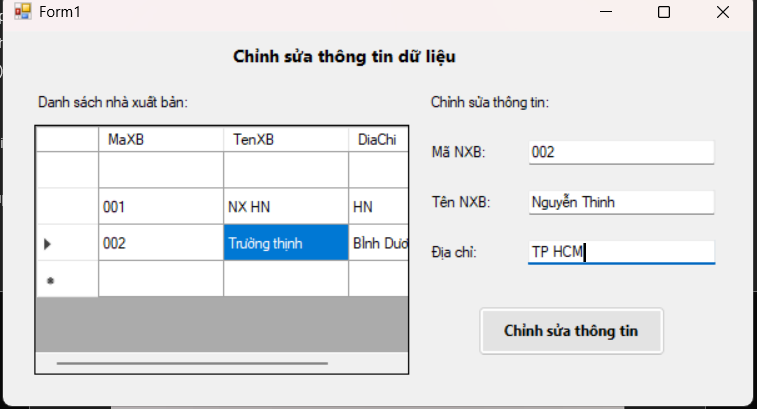 Form1
Chỉnh sửa thông tin dữ liệu
Danh sách nhà xuất bản:
MaXB TenXB DiaChi
001 NX HN HN
002 Trường thịnh Bình Dươ
Chỉnh sửa thông tin:
Mã NXB: 002
Tên NXB: Nguyễn Thinh
Địa chỉ: TP HCM
Chỉnh sửa thông tin